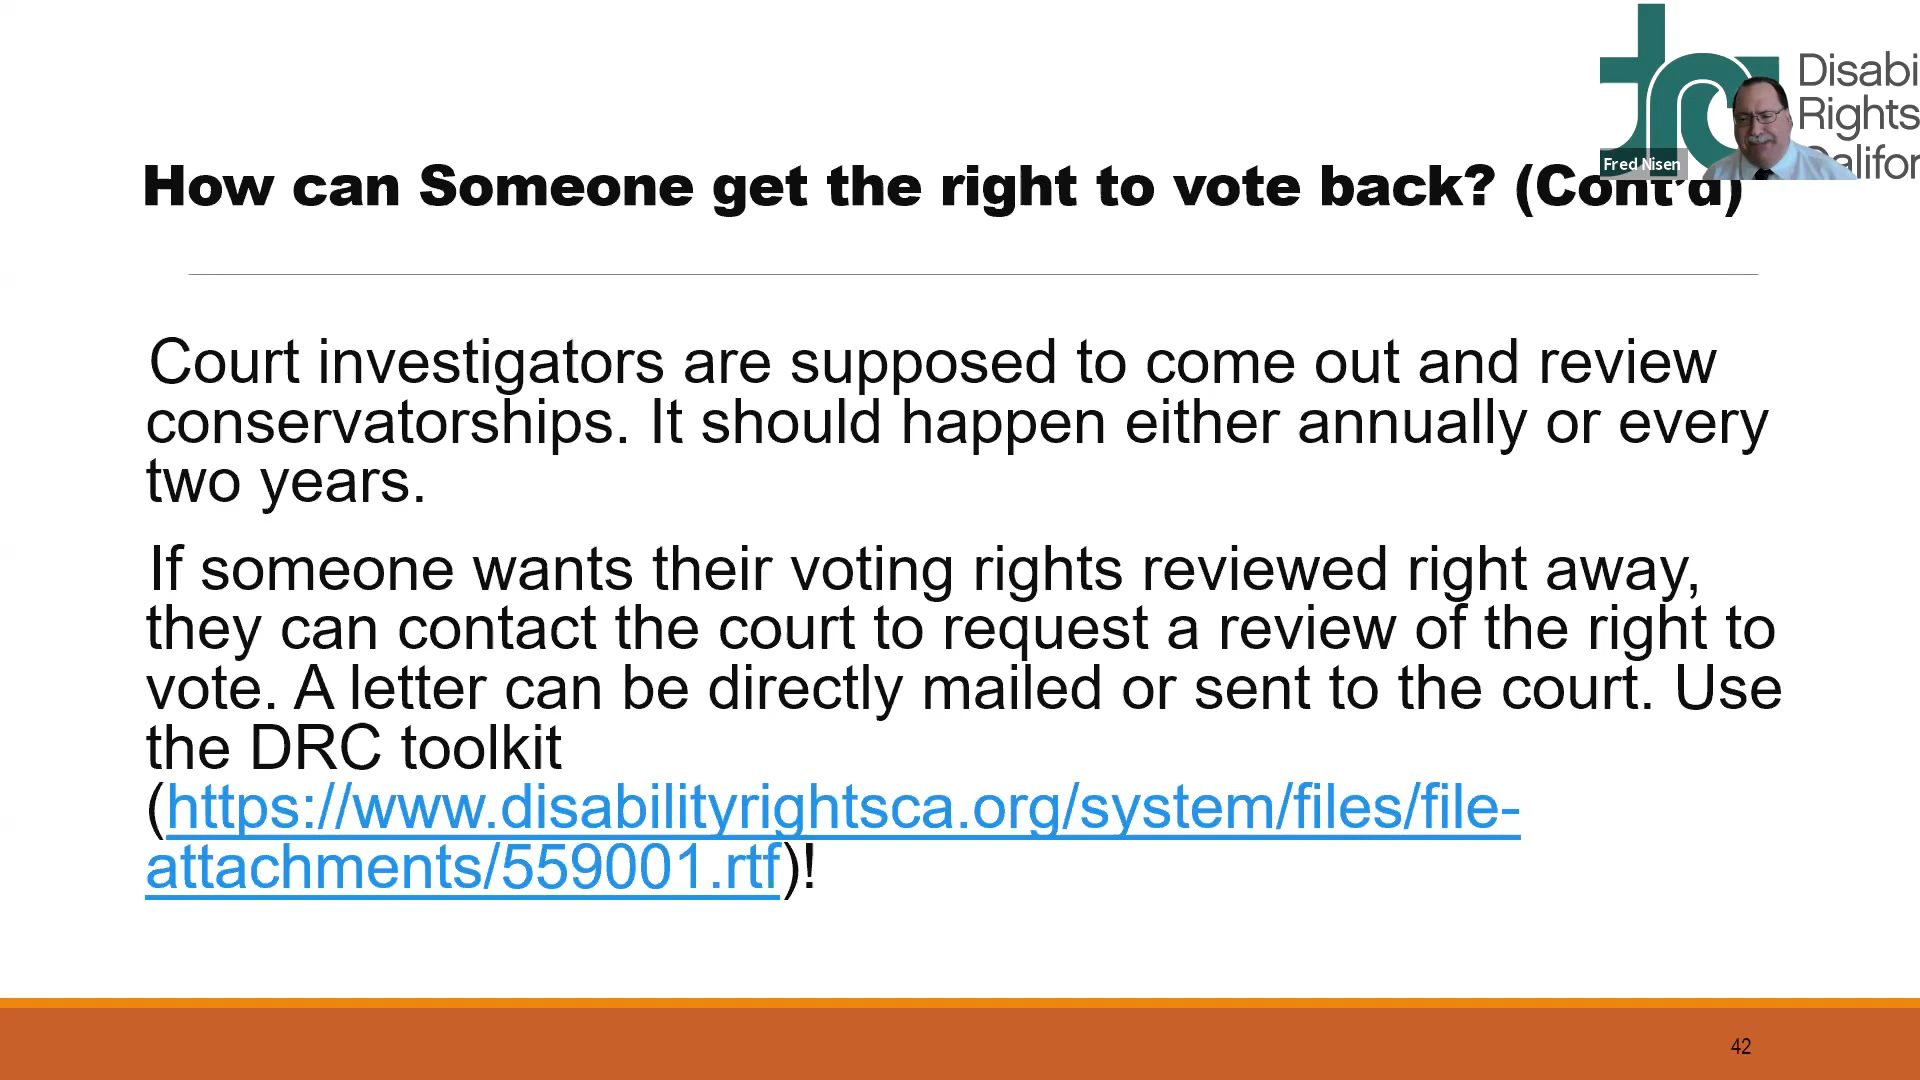 Disabi
Rights
alifor
Fred Nisen
How can Someone get the right to vote back? (Cont’d)
Court investigators are supposed to come out and review
conservatorships. It should happen either annually or every
two years.
If someone wants their voting rights reviewed right away,
they can contact the court to request a review of the right to
vote. A letter can be directly mailed or sent to the court. Use
the DRC toolkit
(https://www.disabilityrightsca.org/system/files/file-
attachments/559001.rtf)!
42